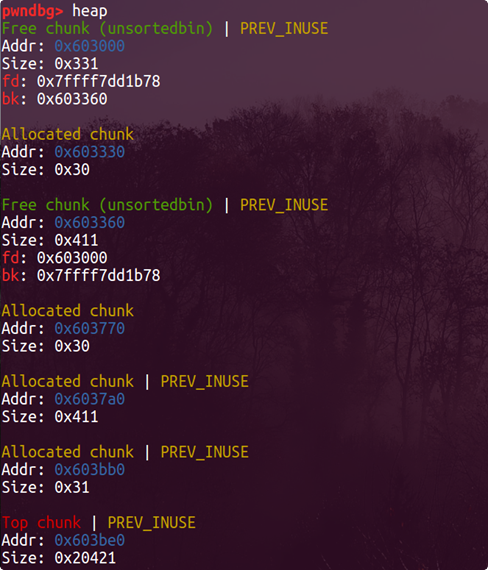 pwndbg> heap
Free chunk (unsortedbin) | PREV_INUSE
Addr: 0x603000
Size: 0x331
fd: 0x7ffff7dd1b78
bk: 0x603360
Allocated chunk
Addr: 0x603330
Size: 0x30
Free chunk (unsortedbin) | PREV_INUSE
Addr: 0x603360
Size: 0x411
fd: 0x603000
bk: 0x7ffff7dd1b78
Allocated chunk
Addr: 0x603770
Size: 0x30
Allocated chunk | PREV_INUSE
Addr: 0x6037a0
Size: 0x411
Allocated chunk | PREV_INUSE
Addr: 0x603bb0
Size: 0x31
Top chunk | PREV_INUSE
Addr: 0x603be0
Size: 0x20421